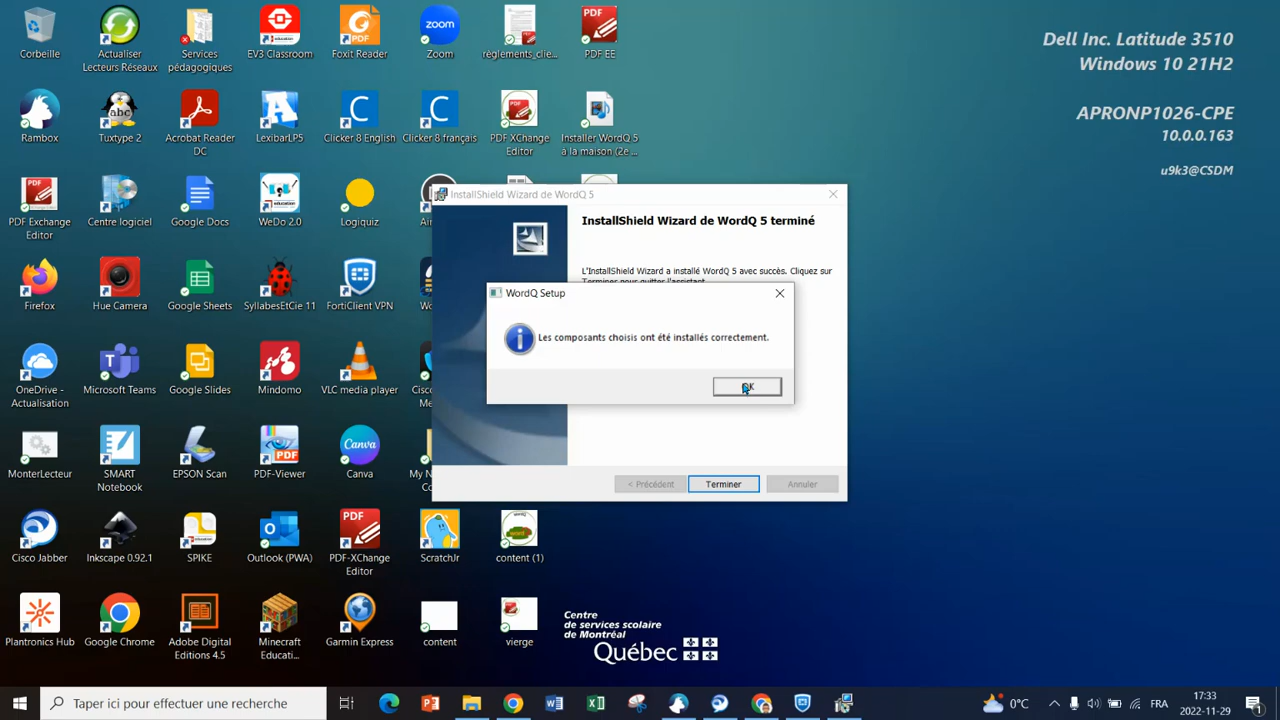 Corbeille
Actualiser
Lecteurs Réseaux
Services
pédagogiques
EV3 Classroom
Foxit Reader
Zoom
règlements_clie...
PDF EE
Dell Inc. Latitude 3510
Windows 10 21H2
APRONP1026-CPE
10.0.0.163
u9k3@CSDM
Rambox
Tuxtype 2
Acrobat Reader
DC
LexibarLP5
Clicker 8 English
Clicker 8 français
PDF XChange
Editor
Installer WordQ 5
à la maison (2e ...
PDF Exchange
Editor
Centre logiciel
Google Docs
WeDo 2.0
Logiquiz
InstallShield Wizard de WordQ 5
InstallShield Wizard de WordQ 5 terminé
L'InstallShield Wizard a installé WordQ 5 avec succès. Cliquez sur
Terminer pour quitter l'assistant.
WordQ Setup
Les composants choisis ont été installés correctement.
OK
< Précédent
Terminer
Annuler
Firefox
Hue Camera
Google Sheets
SyllabesEtCie 11
FortiClient VPN
OneDrive -
Actualisation
Microsoft Teams
Google Slides
Mindomo
VLC media player
Cisco
MonterLecteur
SMART
Notebook
EPSON Scan
PDF-Viewer
Canva
My N
Cisco Jabber
Inkscape 0.92.1
SPIKE
Outlook (PWA)
PDF-XChange
Editor
ScratchJr
content (1)
Plantronics Hub
Google Chrome
Adobe Digital
Editions 4.5
Minecraft
Educati...
Garmin Express
content
vierge
Centre
de services scolaire
de Montréal
Québec
Taper ici pour effectuer une recherche
0°C
FRA
17:33
2022-11-29